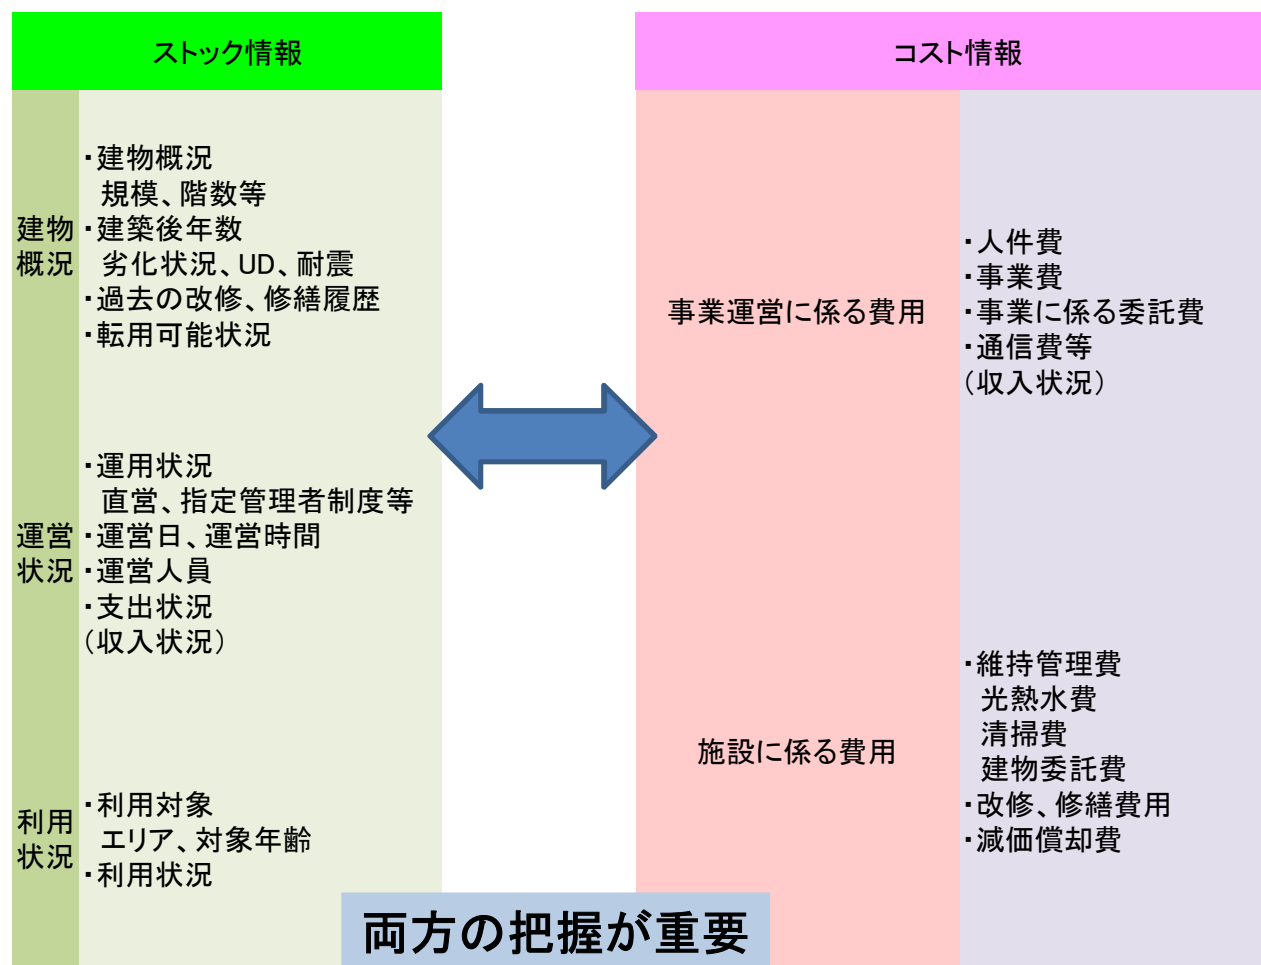 ストック情報
建物
概況
・建物概況
規模、階数等
・建築後年数
劣化状況、UD、耐震
・過去の改修、修繕履歴
・転用可能状況
運営
状況
・運用状況
直営、指定管理者制度等
・運営日、運営時間
・運営人員
・支出状況
(収入状況)
利用
状況
・利用対象
エリア、対象年齢
・利用状況
コスト情報
事業運営に係る費用
・人件費
・事業費
・事業に係る委託費
・通信費等
(収入状況)
施設に係る費用
・維持管理費
光熱水費
清掃費
建物委託費
・改修、修繕費用
・減価償却費
両方の把握が重要